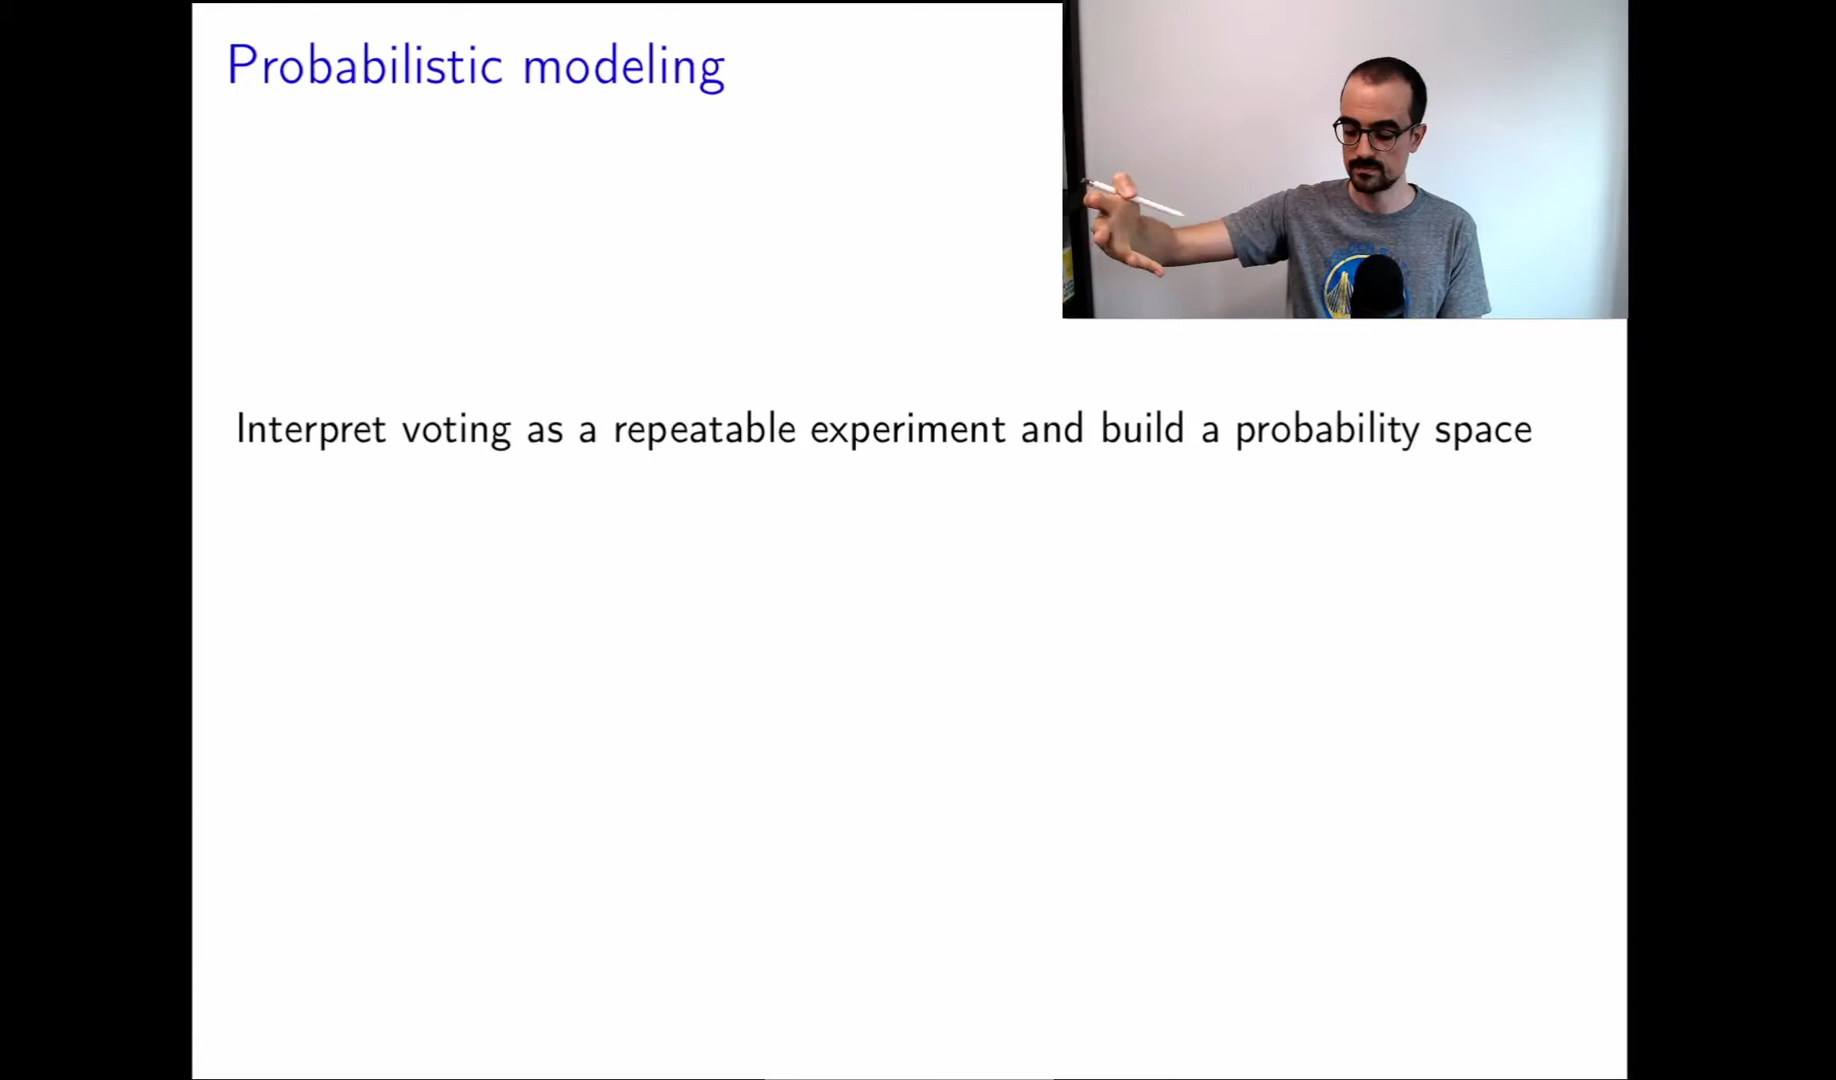 Probabilistic modeling
Interpret voting as a repeatable experiment and build a probability space